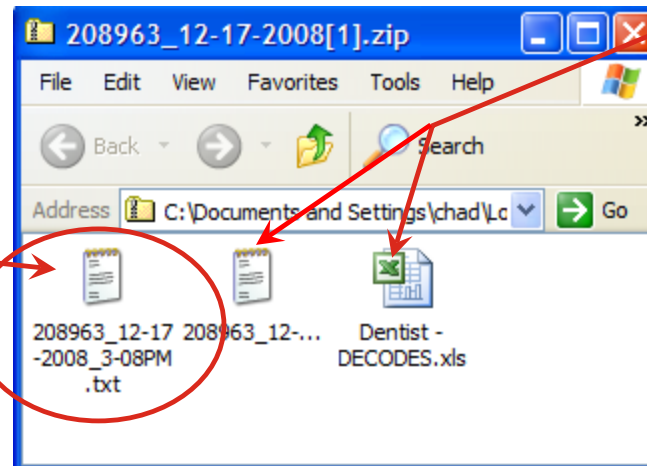 208963_12-17-2008[1].zip
File Edit View Favorites Tools Help
Back Search
Address C:\Documents and Settings\chad\Lc Go
208963_12-17 208963_12-... Dentist -
-2008_3-08PM DECODES.xls
.txt